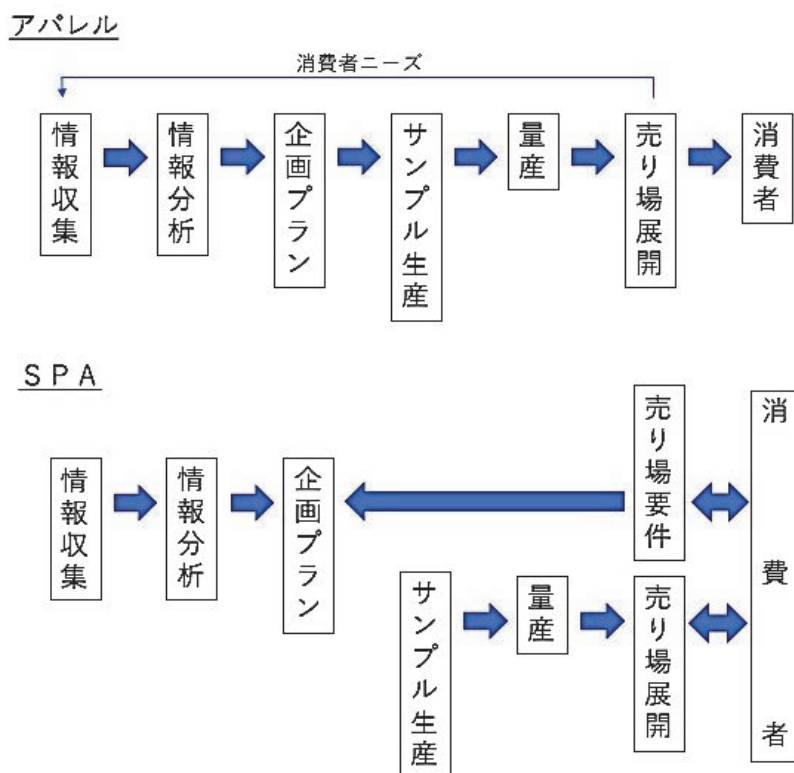 アパレル
消費者ニーズ
情報収集
情報分析
企画プラン
サンプル生産
量産
売り場展開
消費者
SPA
情報収集
情報分析
企画プラン
売り場要件
消費者
サンプル生産
量産
売り場展開